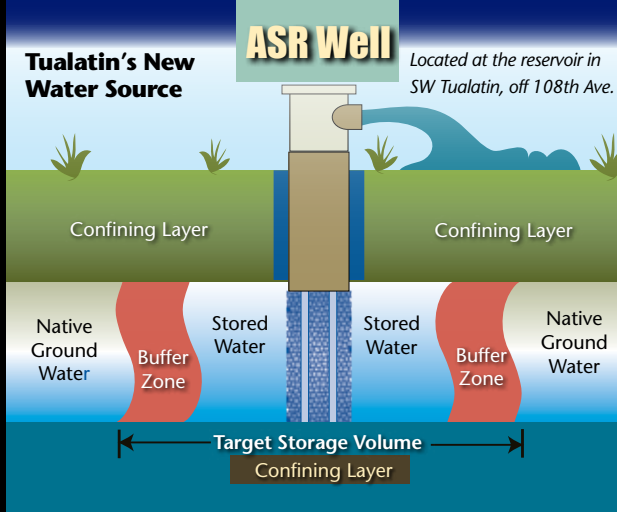 ASR Well
Tualatin's New
Water Source
Located at the reservoir in
SW Tualatin, off 108th Ave.
Confining Layer
Confining Layer
Native
Ground
Water
Buffer
Zone
Stored
Water
Stored
Water
Buffer
Zone
Native
Ground
Water
Target Storage Volume
Confining Layer